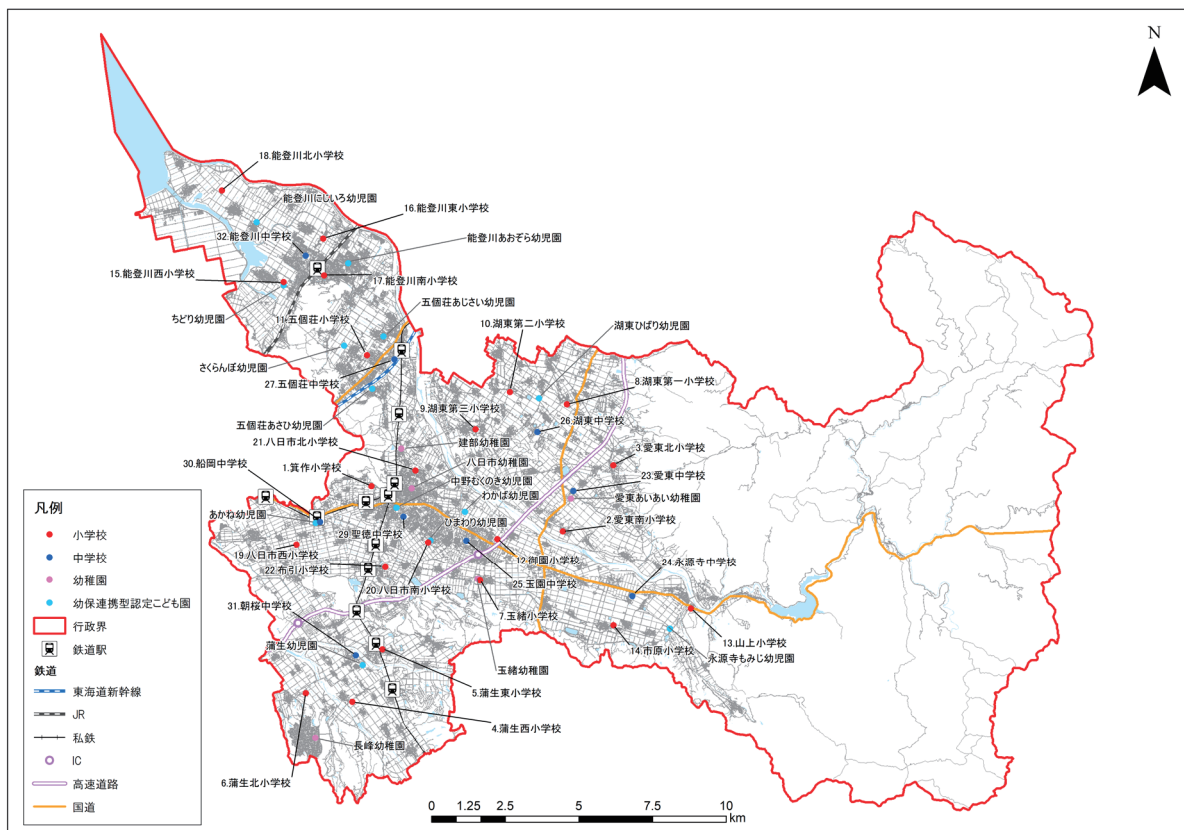 N
18.能登川北小学校
能登川にじいろ幼児園
16.能登川東小学校
32.能登川中学校
能登川あおぞら幼児園
15.能登川西小学校
17.能登川南小学校
ちどり幼児園
五個荘あじさい幼児園
11.五個荘小学校
10.湖東第二小学校
湖東ひばり幼児園
さくらんぼ幼児園
27.五個荘中学校
8.湖東第一小学校
9.湖東第三小学校
26.湖東中学校
五個荘あさひ幼児園
21.八日市北小学校
建部幼稚園
3.愛東北小学校
30.船岡中学校
1.箕作小学校
八日市幼稚園
23.愛東中学校
中野むくのき幼児園
わかば幼児園
愛東あいあい幼稚園
あかね幼児園
ひまわり幼児園
2.愛東南小学校
29.聖徳中学校
12.御園小学校
19.八日市西小学校
24.永源寺中学校
22.布引小学校
25.玉園中学校
20.八日市南小学校
31.朝桜中学校
7.玉緒小学校
13.山上小学校
蒲生幼児園
14.市原小学校
永源寺もみじ幼児園
玉緒幼稚園
5.蒲生東小学校
4.蒲生西小学校
長峰幼稚園
6.蒲生北小学校
凡例
小学校
中学校
幼稚園
幼保連携型認定こども園
行政界
鉄道駅
鉄道
東海道新幹線
JR
私鉄
IC
高速道路
国道
0 1.25 2.5 5 7.5 10
km